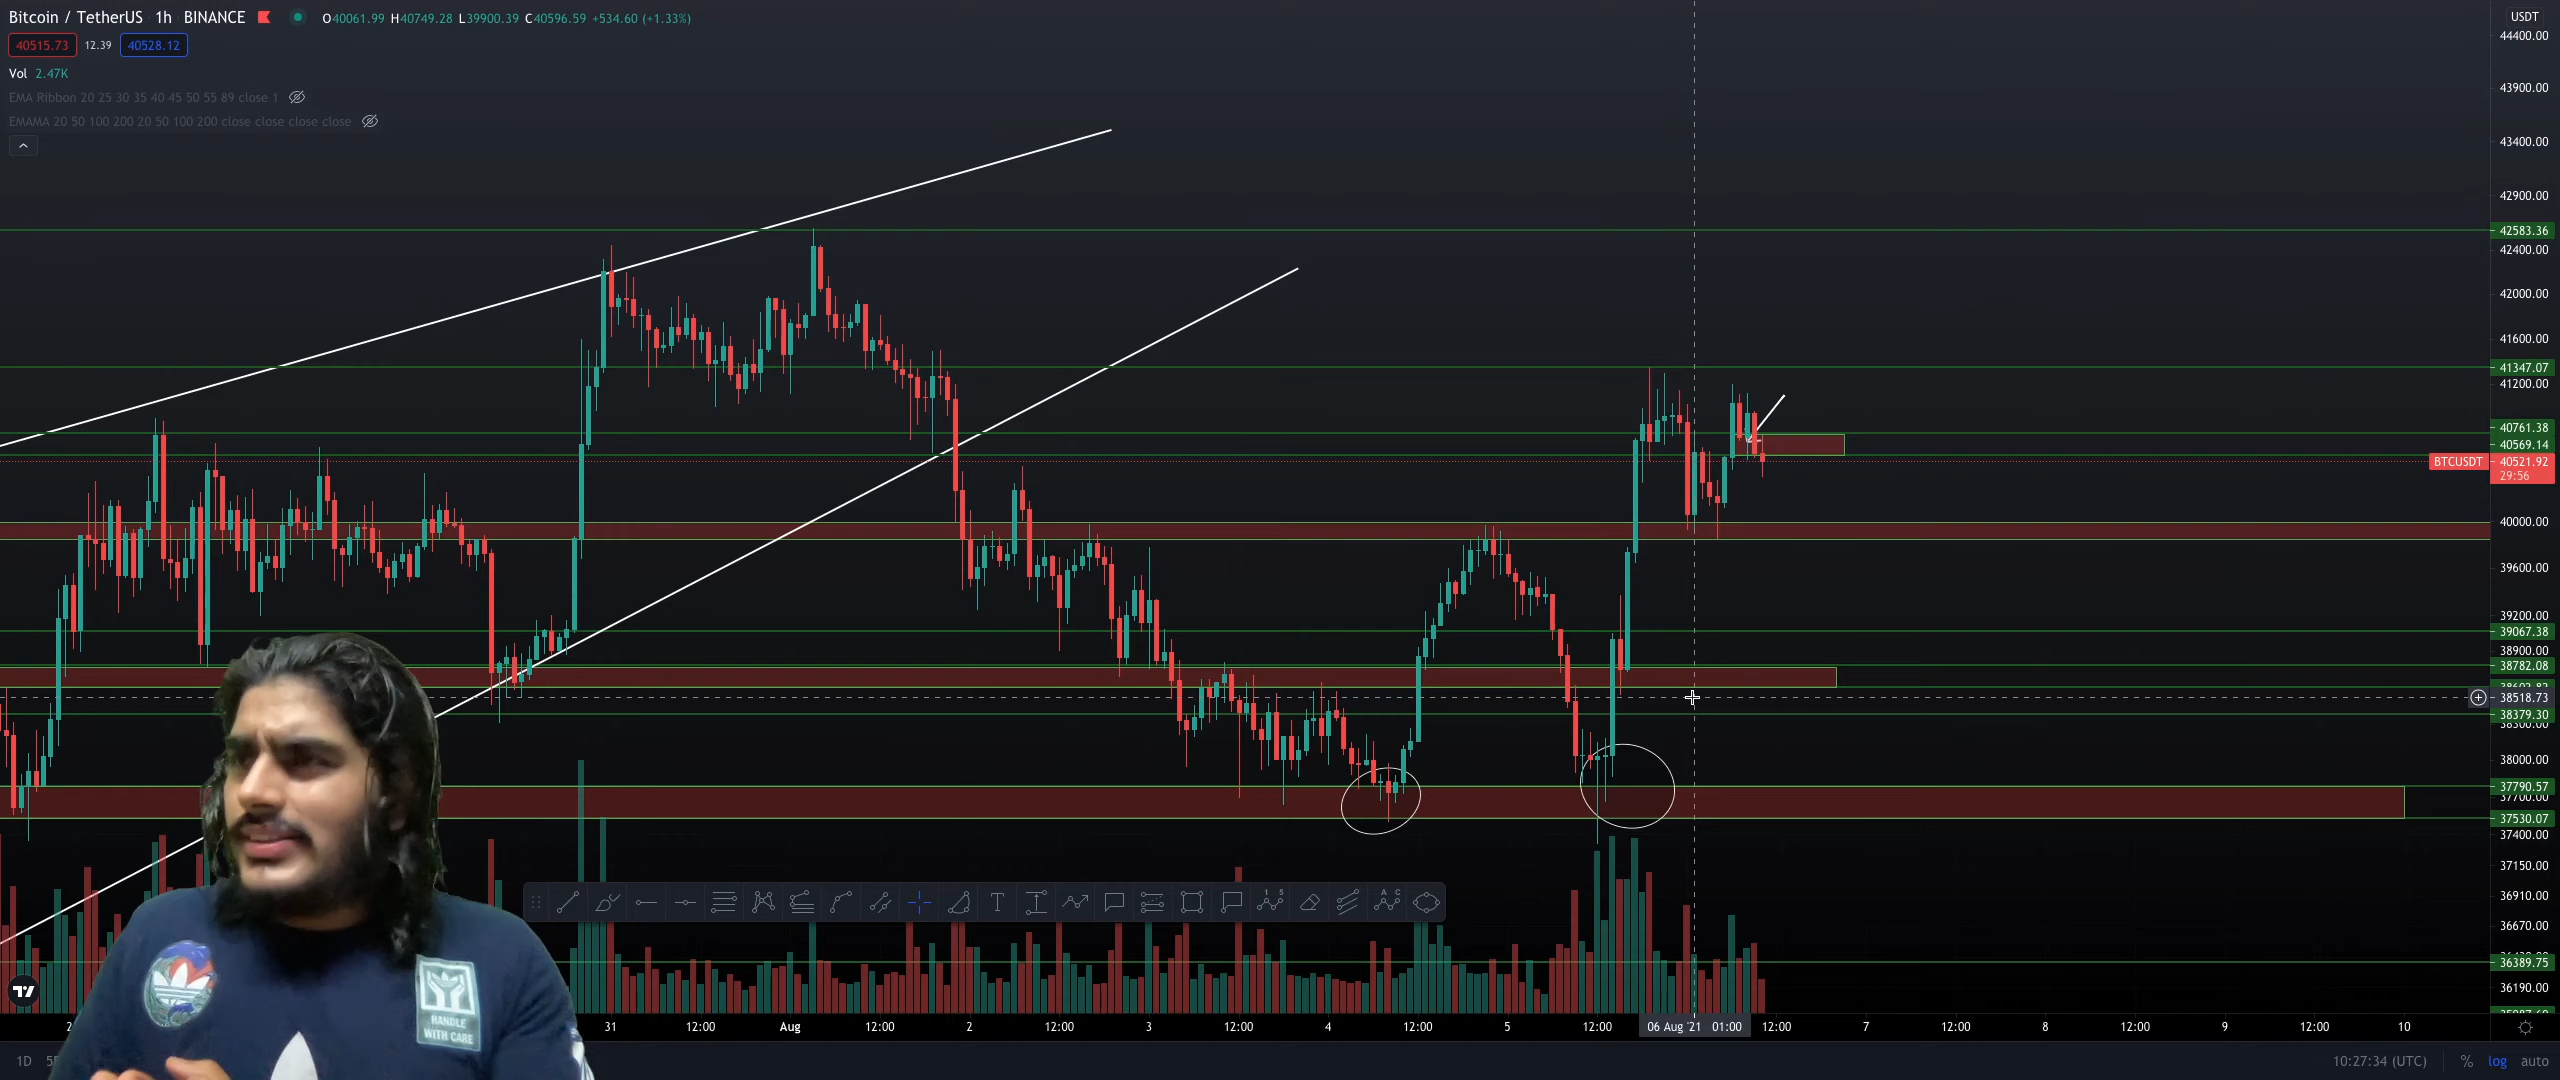 Bitcoin / TetherUS 1h BINANCE O40061.99 H40749.28 L39900.39 C40596.59 +534.60 (+1.33%)
40515.73 12.39 40528.12
Vol 2.47K
EMA Ribbon 20 25 30 35 40 45 50 55 89 close 1
EMAMA 20 50 100 200 20 50 100 200 close close close close
USDT
44400.00
43900.00
43400.00
42900.00
42583.36
42400.00
42000.00
41600.00
41347.07
41200.00
40761.38
40569.14
BTCUSDT 40521.92
29:56
40000.00
39600.00
39200.00
39067.38
38900.00
38782.08
38518.73
38379.30
38300.00
38000.00
37790.57
37700.00
37530.07
37400.00
37150.00
36910.00
36670.00
36389.75
36190.00
T
1 5
A C
HANDLE
WITH CARE
31 12:00 Aug 12:00 2 12:00 3 12:00 4 12:00 5 12:00 06 Aug '21 01:00 12:00 7 12:00 8 12:00 9 12:00 10
1D
10:27:34 (UTC) % log auto